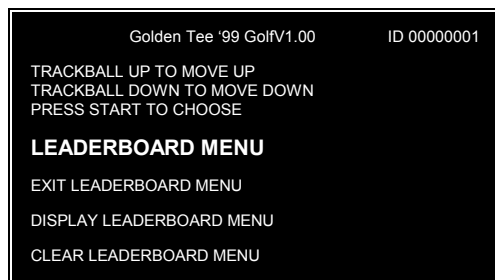 Golden Tee ‘99 GolfV1.00 ID 00000001
TRACKBALL UP TO MOVE UP
TRACKBALL DOWN TO MOVE DOWN
PRESS START TO CHOOSE
LEADERBOARD MENU
EXIT LEADERBOARD MENU
DISPLAY LEADERBOARD MENU
CLEAR LEADERBOARD MENU